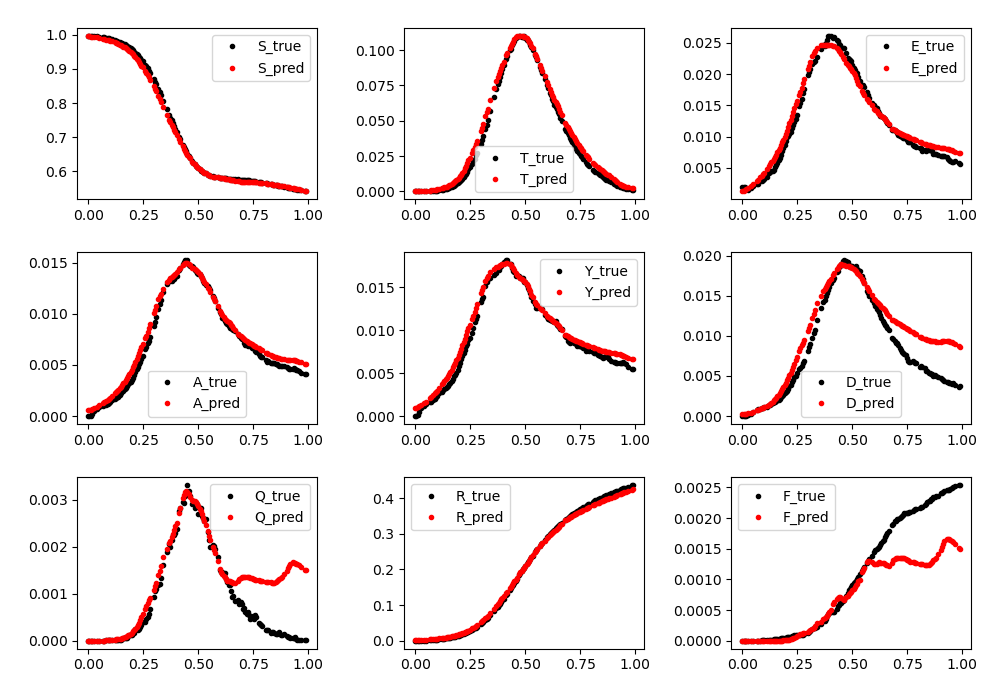 1.0
0.9
0.8
0.7
0.6
0.00 0.25 0.50 0.75 1.00
S_true
S_pred
0.100
0.075
0.050
0.025
0.000
0.00 0.25 0.50 0.75 1.00
T_true
T_pred
0.025
0.020
0.015
0.010
0.005
0.00 0.25 0.50 0.75 1.00
E_true
E_pred
0.015
0.010
0.005
0.000
0.00 0.25 0.50 0.75 1.00
A_true
A_pred
0.015
0.010
0.005
0.000
0.00 0.25 0.50 0.75 1.00
Y_true
Y_pred
0.020
0.015
0.010
0.005
0.000
0.00 0.25 0.50 0.75 1.00
D_true
D_pred
0.003
0.002
0.001
0.000
0.00 0.25 0.50 0.75 1.00
Q_true
Q_pred
0.4
0.3
0.2
0.1
0.0
0.00 0.25 0.50 0.75 1.00
R_true
R_pred
0.0025
0.0020
0.0015
0.0010
0.0005
0.0000
0.00 0.25 0.50 0.75 1.00
F_true
F_pred